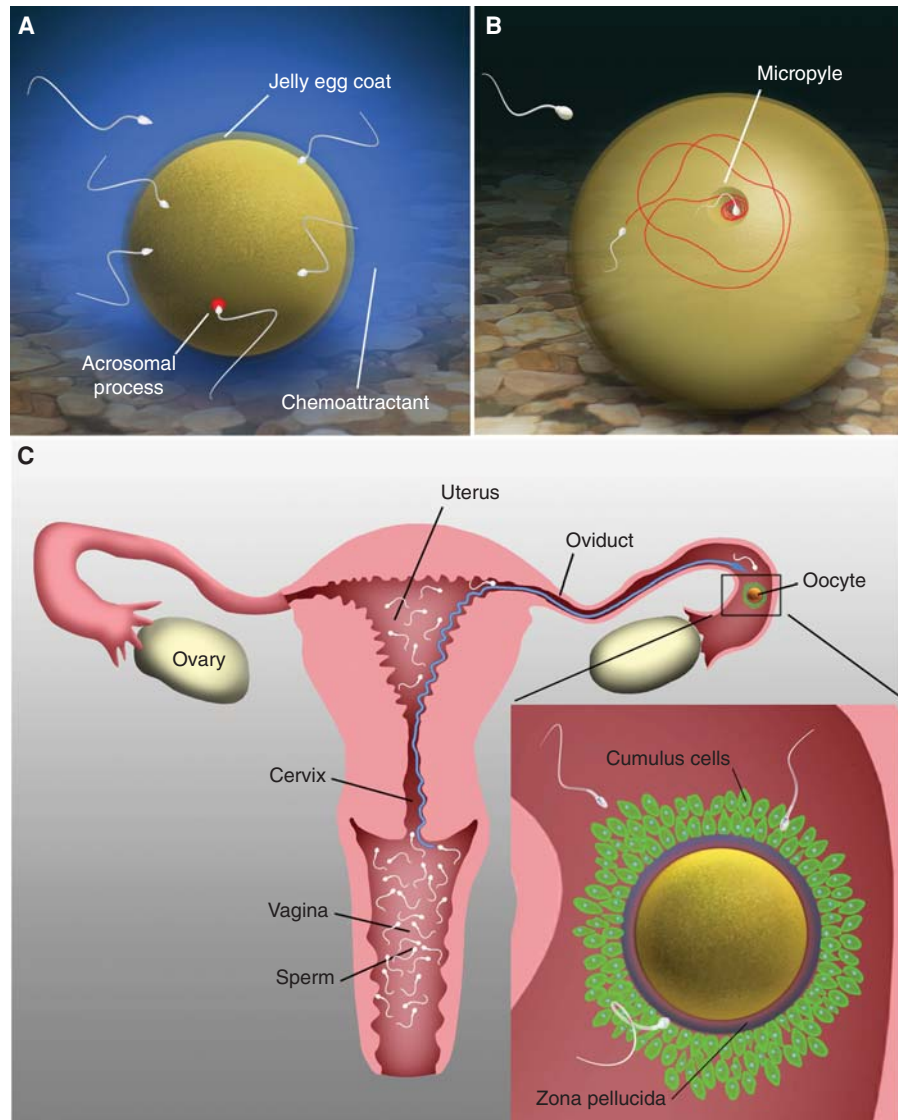 A
Jelly egg coat
Acrosomal
process
Chemoattractant
B
Micropyle
C
Uterus
Oviduct
Oocyte
Ovary
Cervix
Cumulus cells
Vagina
Sperm
Zona pellucida